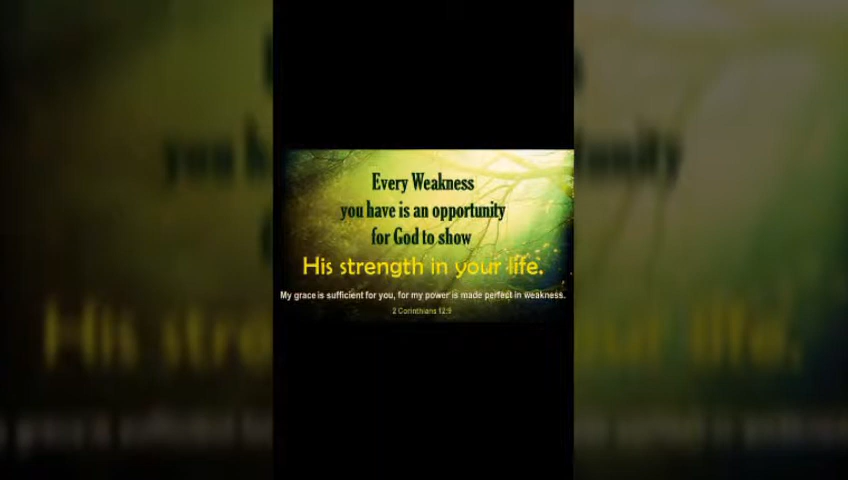 Every Weakness
you have is an opportunity
for God to show
His strength in your life.
My grace is sufficient for you, for my power is made perfect in weakness.
2 Corinthians 12:9